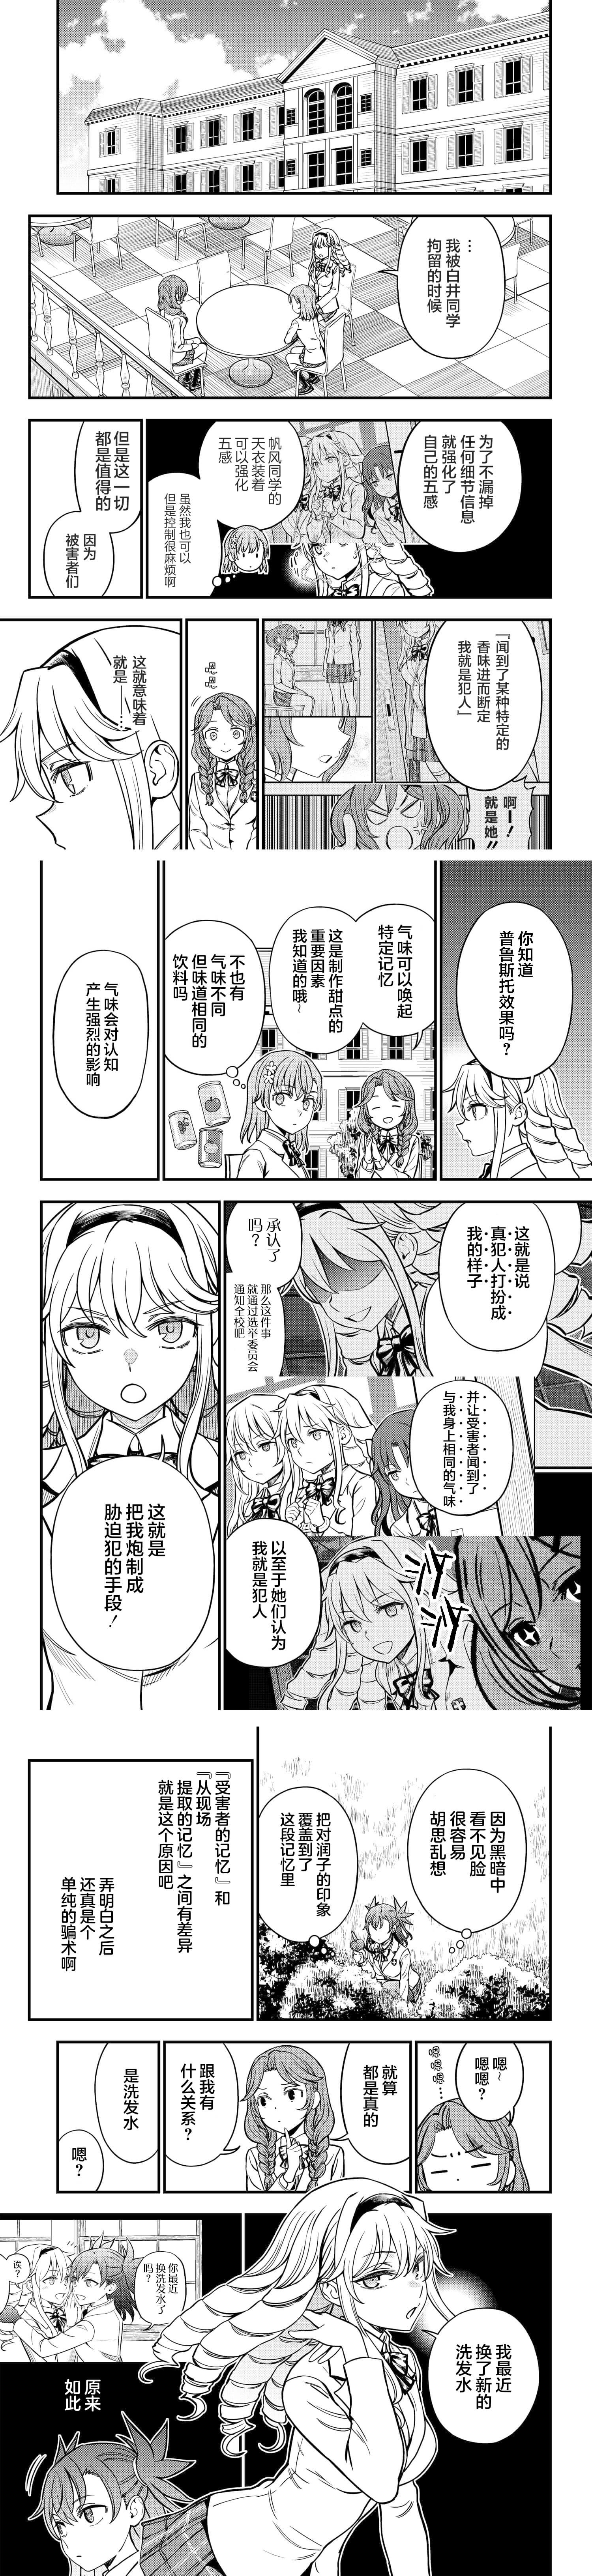 …
我被白井同学
拘留的时候
为了不漏掉
任何细节信息
就强化了
自己的五感
帆风同学的
天衣装着
可以强化
五感
虽然我也可以
但是控制很麻烦啊
但是这一切
都是值得的
因为
被害者们
『闻到了某种特定的
香味进而断定
我就是犯人』
啊ー！
就是她!!
嗯嗯
这就意味着
就是……
你知道
普鲁斯托效果吗？
气味可以唤起
特定记忆
这是制作甜点的
重要因素
我知道的哦~
不也有
气味不同
但味道相同的
饮料吗
气味会对认知
产生强烈的影响
这就是说
真犯人打扮成
我的样子
承认了
吗？
那么这件事
就通过选举委员会
通知全校吧
并让受害者闻到了
与我身上相同的气味
以至于她们认为
我就是犯人
这就是
把我炮制成
胁迫犯的手段！
因为黑暗中
看不见脸
很容易
胡思乱想
把对润子的印象
覆盖到了
这段记忆里
『受害者的记忆』和
『从现场
提取的记忆』之间有差异
就是这个原因吧
弄明白之后
还真是个
单纯的骗术啊
嗯~
嗯嗯？
嗯嗯嗯…
就算
都是真的
跟我有
什么关系？
是洗发水
嗯？
我最近
换了新的
洗发水
你最近
换洗发水了
吗？
诶？
原来
如此